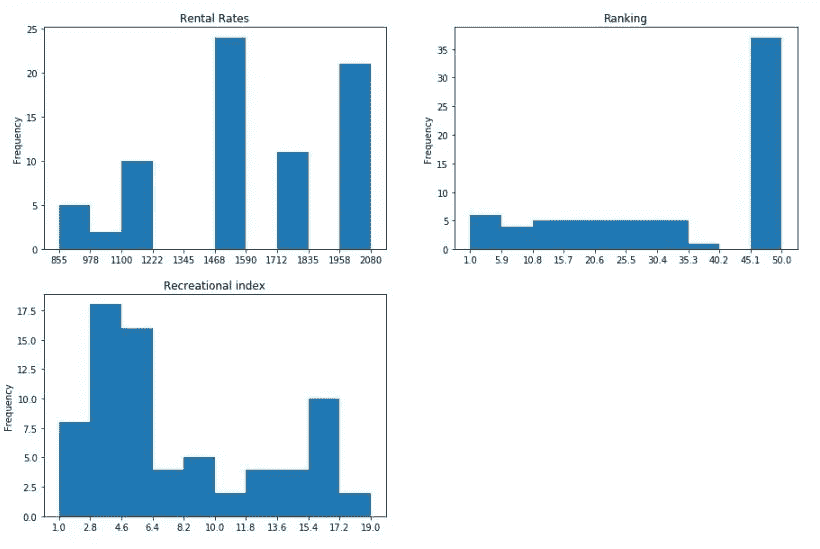 Rental Rates
25
20
15
10
5
0
Frequency
855 978 1100 1222 1345 1468 1590 1712 1835 1958 2080
Ranking
35
30
25
20
15
10
5
0
Frequency
1.0 5.9 10.8 15.7 20.6 25.5 30.4 35.3 40.2 45.1 50.0
Recreational index
17.5
15.0
12.5
10.0
7.5
5.0
2.5
0.0
Frequency
1.0 2.8 4.6 6.4 8.2 10.0 11.8 13.6 15.4 17.2 19.0